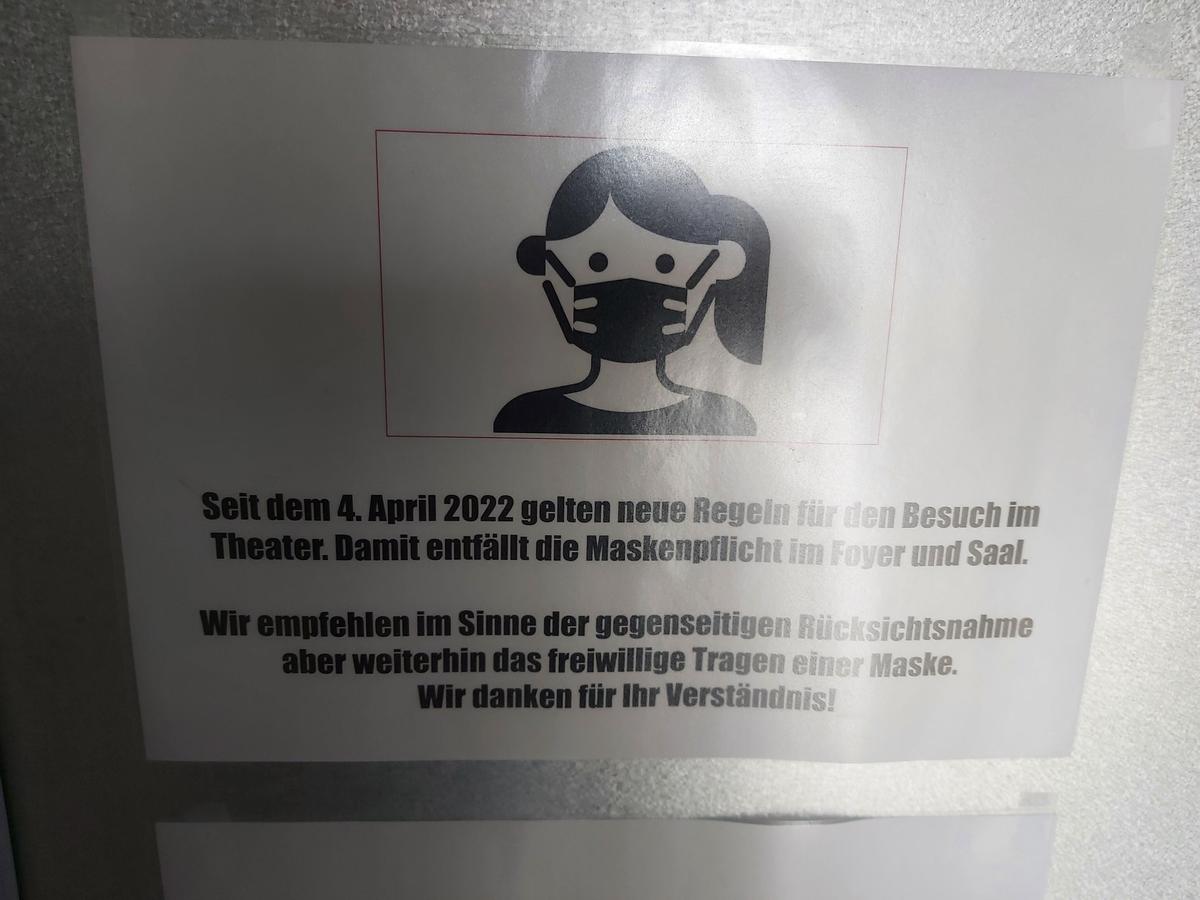 Seit dem 4. April 2022 gelten neue Regeln für den Besuch im
Theater. Damit entfällt die Maskenpflicht im Foyer und Saal.
Wir empfehlen im Sinne der gegenseitigen Rücksichtsnahme
aber weiterhin das freiwillige Tragen einer Maske.
Wir danken für Ihr Verständnis!